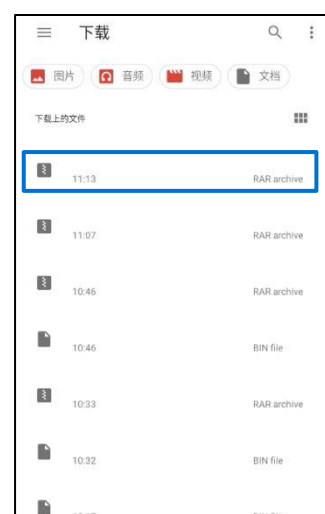 下载
图片 音频 视频 文档
下载上的文件
11:13 RAR archive
11:07 RAR archive
10:46 RAR archive
10:46 BIN file
10:33 RAR archive
10:32 BIN file